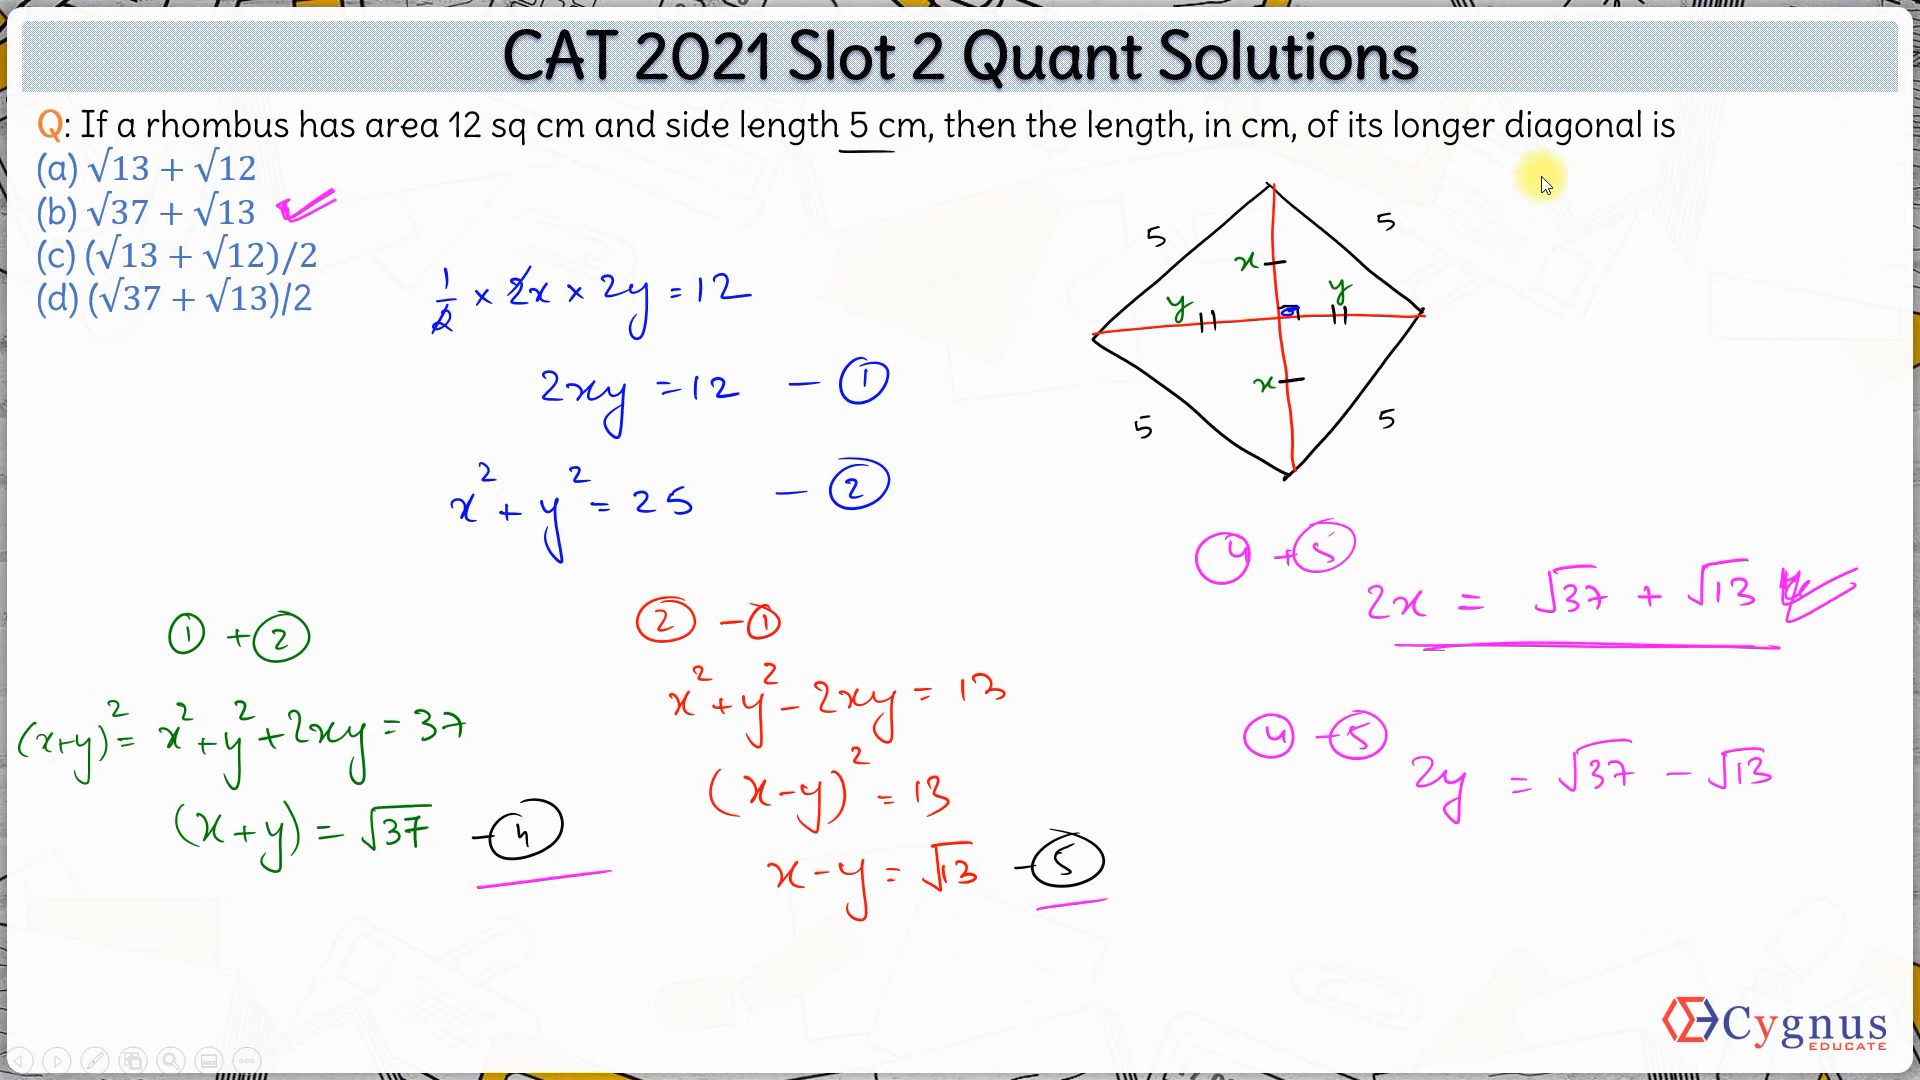 CAT 2021 Slot 2 Quant Solutions
Q: If a rhombus has area 12 sq cm and side length 5 cm, then the length, in cm, of its longer diagonal is
(a) √13 + √12
(b) √37 + √13
(c) (√13 + √12)/2
(d) (√37 + √13)/2
1/2 × 2x × 2y = 12
2xy = 12 – ①
x² + y² = 25 – ②
5
5
x
y
y
x
5
5
① + ②
(x+y)² = x² + y² + 2xy = 37
(x + y) = √37 – ④
② – ①
x² + y² – 2xy = 13
(x – y)² = 13
x – y = √13 – ⑤
④ + ⑤
2x = √37 + √13
④ – ⑤
2y = √37 – √13
Cygnus
EDUCATE